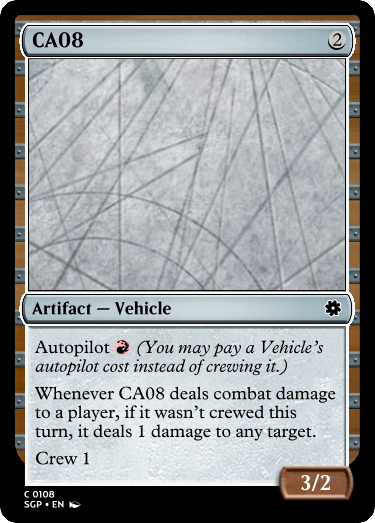 CA08 2
Artifact — Vehicle
Autopilot (You may pay a Vehicle's
autopilot cost instead of crewing it.)
Whenever CA08 deals combat damage
to a player, if it wasn't crewed this
turn, it deals 1 damage to any target.
Crew 1
3/2
C 0108
SGP • EN